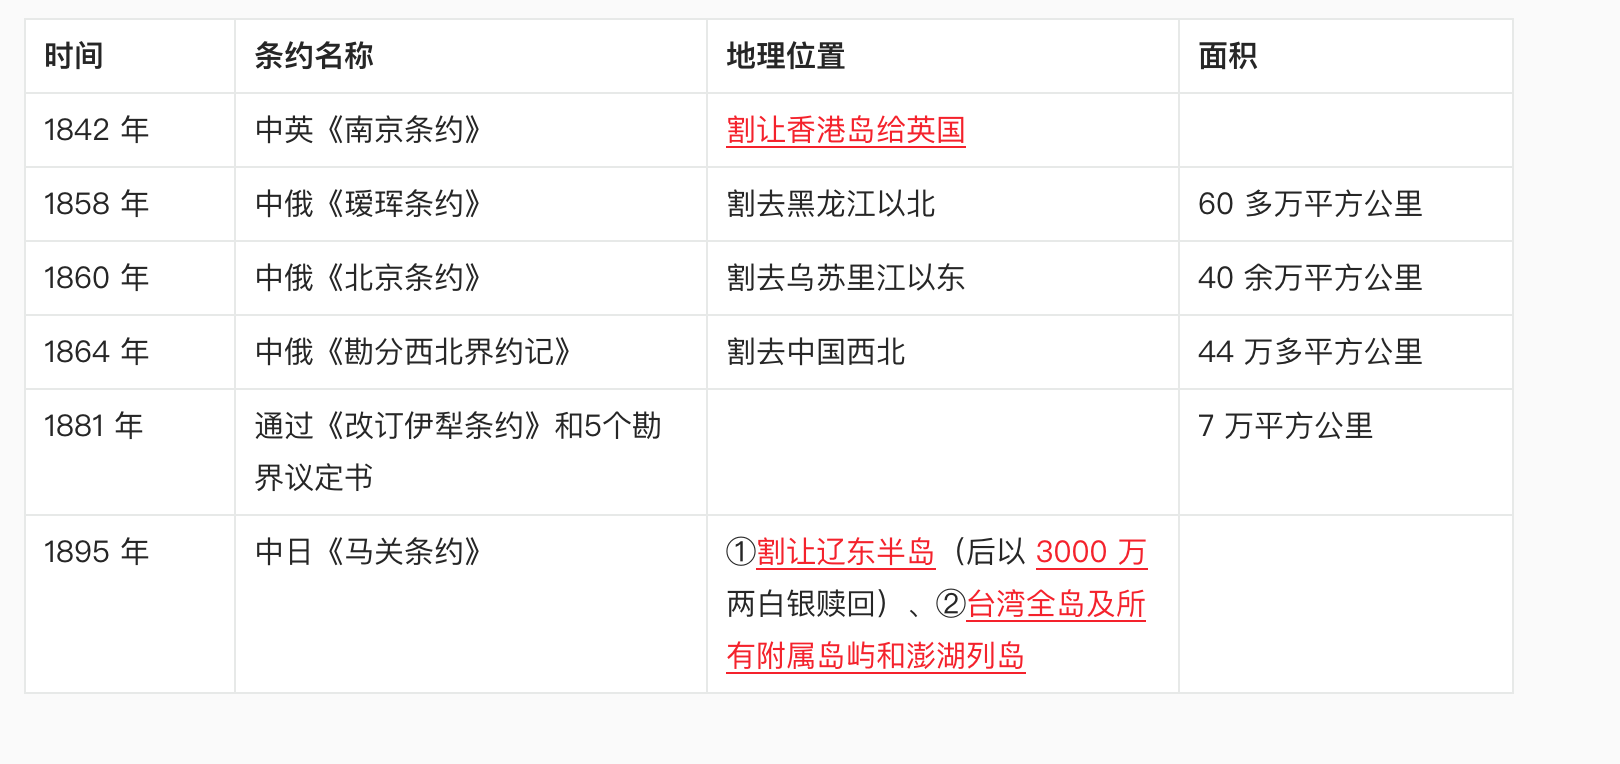 时间 条约名称 地理位置 面积
1842 年 中英《南京条约》 割让香港岛给英国
1858 年 中俄《瑷珲条约》 割去黑龙江以北 60 多万平方公里
1860 年 中俄《北京条约》 割去乌苏里江以东 40 余万平方公里
1864 年 中俄《勘分西北界约记》 割去中国西北 44 万多平方公里
1881 年 通过《改订伊犁条约》和5个勘 7 万平方公里
界议定书
1895 年 中日《马关条约》 ①割让辽东半岛（后以 3000 万
两白银赎回）、②台湾全岛及所
有附属岛屿和澎湖列岛